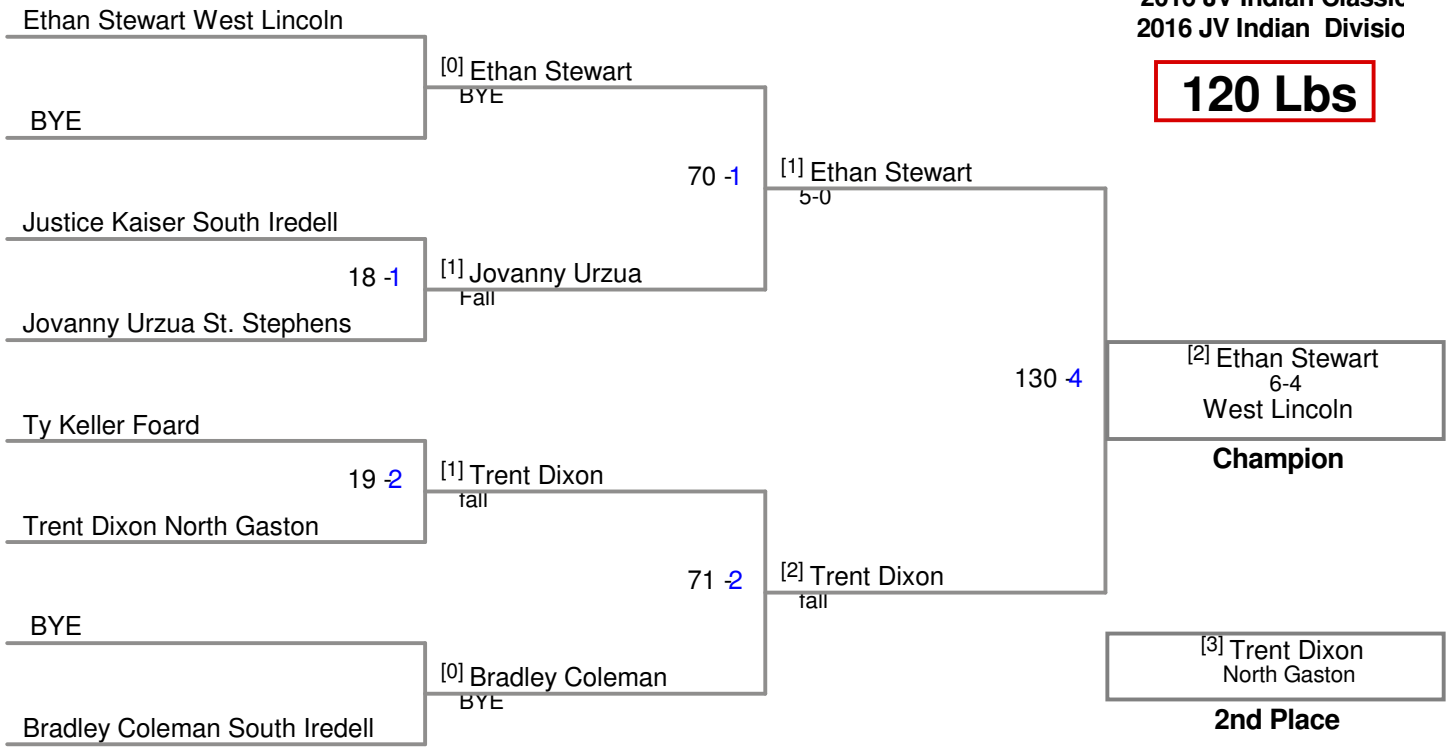 2016 JV Indian Classic
2016 JV Indian Divisio
120 Lbs
Ethan Stewart West Lincoln
BYE
Justice Kaiser South Iredell
18 -1
Jovanny Urzua St. Stephens
Ty Keller Foard
19 -2
Trent Dixon North Gaston
BYE
Bradley Coleman South Iredell
[0] Ethan Stewart
BYE
70 -1
[1] Jovanny Urzua
Fall
[1] Trent Dixon
fall
71 -2
[0] Bradley Coleman
BYE
[1] Ethan Stewart
5-0
130 -4
[2] Trent Dixon
fall
[2] Ethan Stewart
6-4
West Lincoln
Champion
[3] Trent Dixon
North Gaston
2nd Place